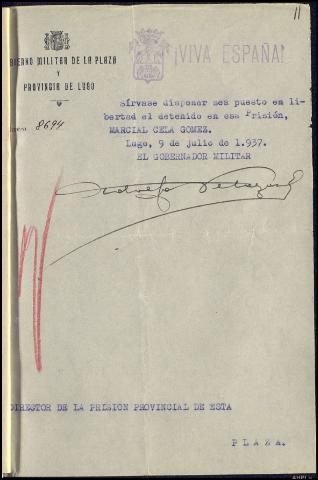 11
¡VIVA ESPAÑA!
BIERNO MILITAR DE LA PLAZA
Y
PROVINCIA DE LUGO
8694
Sírvase disponer sea puesto en li-
bertad el detenido en esa Prisión,
MARCIAL CELA GOMEZ.
Lugo, 9 de julio de 1.937.
EL GOBERNADOR MILITAR
DIRECTOR DE LA PRISION PROVINCIAL DE ESTA
PLAZA.